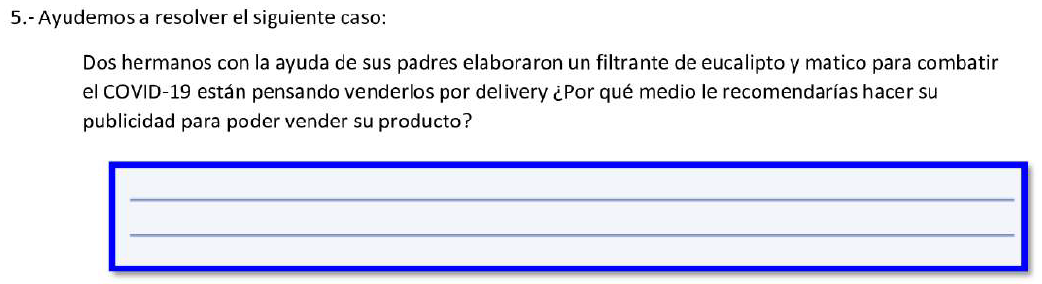 5.- Ayudemos a resolver el siguiente caso:
Dos hermanos con la ayuda de sus padres elaboraron un filtrante de eucalipto y matico para combatir
el COVID-19 están pensando venderlos por delivery ¿Por qué medio le recomendarías hacer su
publicidad para poder vender su producto?